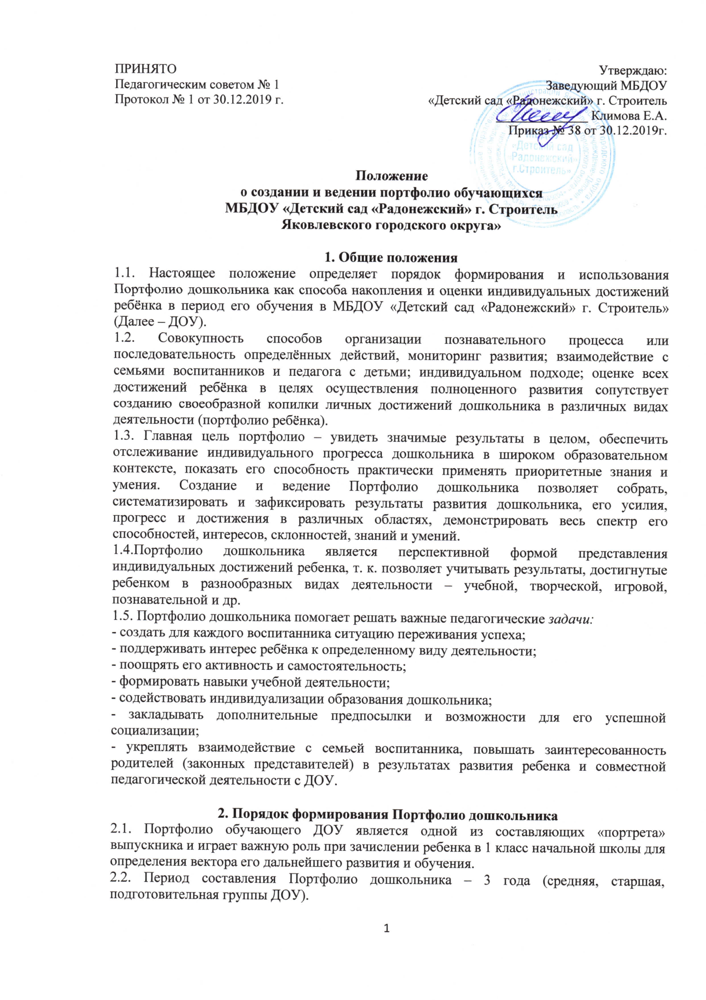 ПРИНЯТО
Педагогическим советом № 1
Протокол № 1 от 30.12.2019 г.
Утверждаю:
Заведующий МБДОУ
«Детский сад «Радонежский» г. Строитель
Климова Е.А.
Приказ № 38 от 30.12.2019г.
«Детский сад
«Радонежский»
г.Строитель»
Положение
о создании и ведении портфолио обучающихся
МБДОУ «Детский сад «Радонежский» г. Строитель
Яковлевского городского округа»
1. Общие положения
1.1. Настоящее положение определяет порядок формирования и использования
Портфолио дошкольника как способа накопления и оценки индивидуальных достижений
ребёнка в период его обучения в МБДОУ «Детский сад «Радонежский» г. Строитель»
(Далее – ДОУ).
1.2. Совокупность способов организации познавательного процесса или
последовательность определённых действий, мониторинг развития; взаимодействие с
семьями воспитанников и педагога с детьми; индивидуальном подходе; оценке всех
достижений ребёнка в целях осуществления полноценного развития сопутствует
созданию своеобразной копилки личных достижений дошкольника в различных видах
деятельности (портфолио ребёнка).
1.3. Главная цель портфолио – увидеть значимые результаты в целом, обеспечить
отслеживание индивидуального прогресса дошкольника в широком образовательном
контексте, показать его способность практически применять приоритетные знания и
умения. Создание и ведение Портфолио дошкольника позволяет собрать,
систематизировать и зафиксировать результаты развития дошкольника, его усилия,
прогресс и достижения в различных областях, демонстрировать весь спектр его
способностей, интересов, склонностей, знаний и умений.
1.4.Портфолио дошкольника является перспективной формой представления
индивидуальных достижений ребенка, т. к. позволяет учитывать результаты, достигнутые
ребенком в разнообразных видах деятельности – учебной, творческой, игровой,
познавательной и др.
1.5. Портфолио дошкольника помогает решать важные педагогические задачи:
- создать для каждого воспитанника ситуацию переживания успеха;
- поддерживать интерес ребёнка к определенному виду деятельности;
- поощрять его активность и самостоятельность;
- формировать навыки учебной деятельности;
- содействовать индивидуализации образования дошкольника;
- закладывать дополнительные предпосылки и возможности для его успешной
социализации;
- укреплять взаимодействие с семьей воспитанника, повышать заинтересованность
родителей (законных представителей) в результатах развития ребенка и совместной
педагогической деятельности с ДОУ.
2. Порядок формирования Портфолио дошкольника
2.1. Портфолио обучающего ДОУ является одной из составляющих «портрета»
выпускника и играет важную роль при зачислении ребенка в 1 класс начальной школы для
определения вектора его дальнейшего развития и обучения.
2.2. Период составления Портфолио дошкольника – 3 года (средняя, старшая,
подготовительная группы ДОУ).
1